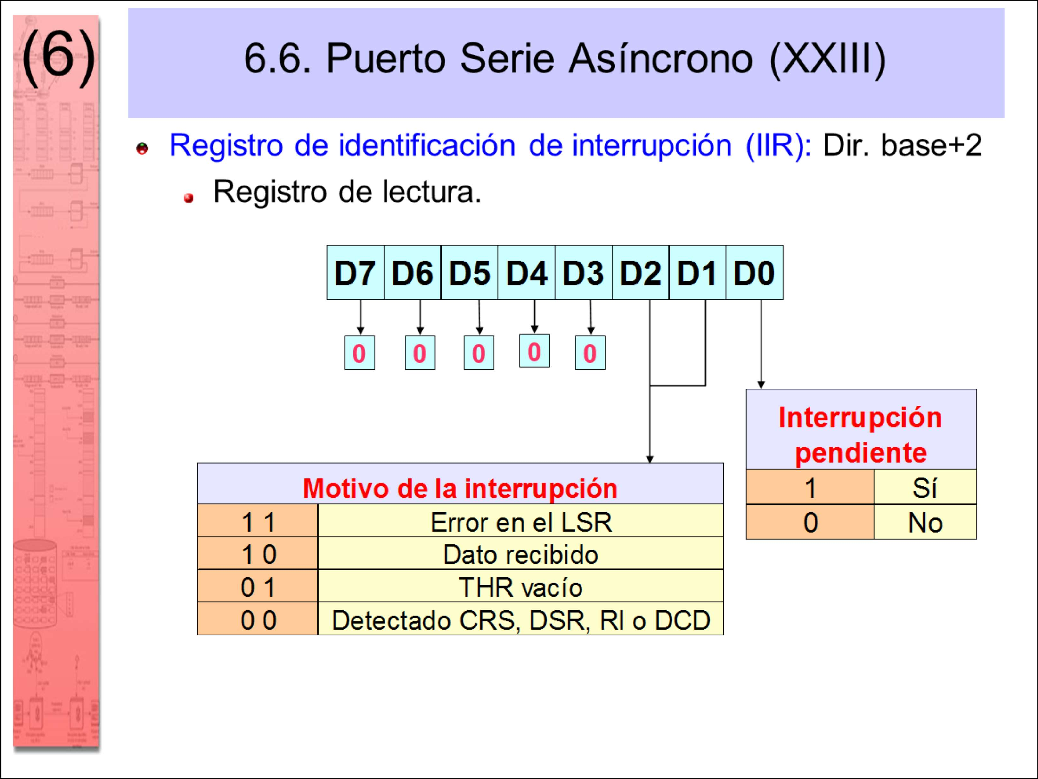 (6)
6.6. Puerto Serie Asíncrono (XXIII)
Registro de identificación de interrupción (IIR): Dir. base+2
Registro de lectura.
D7 D6 D5 D4 D3 D2 D1 D0
0 0 0 0 0
Interrupción
pendiente
1 Sí
0 No
Motivo de la interrupción
1 1 Error en el LSR
1 0 Dato recibido
0 1 THR vacío
0 0 Detectado CRS, DSR, RI o DCD